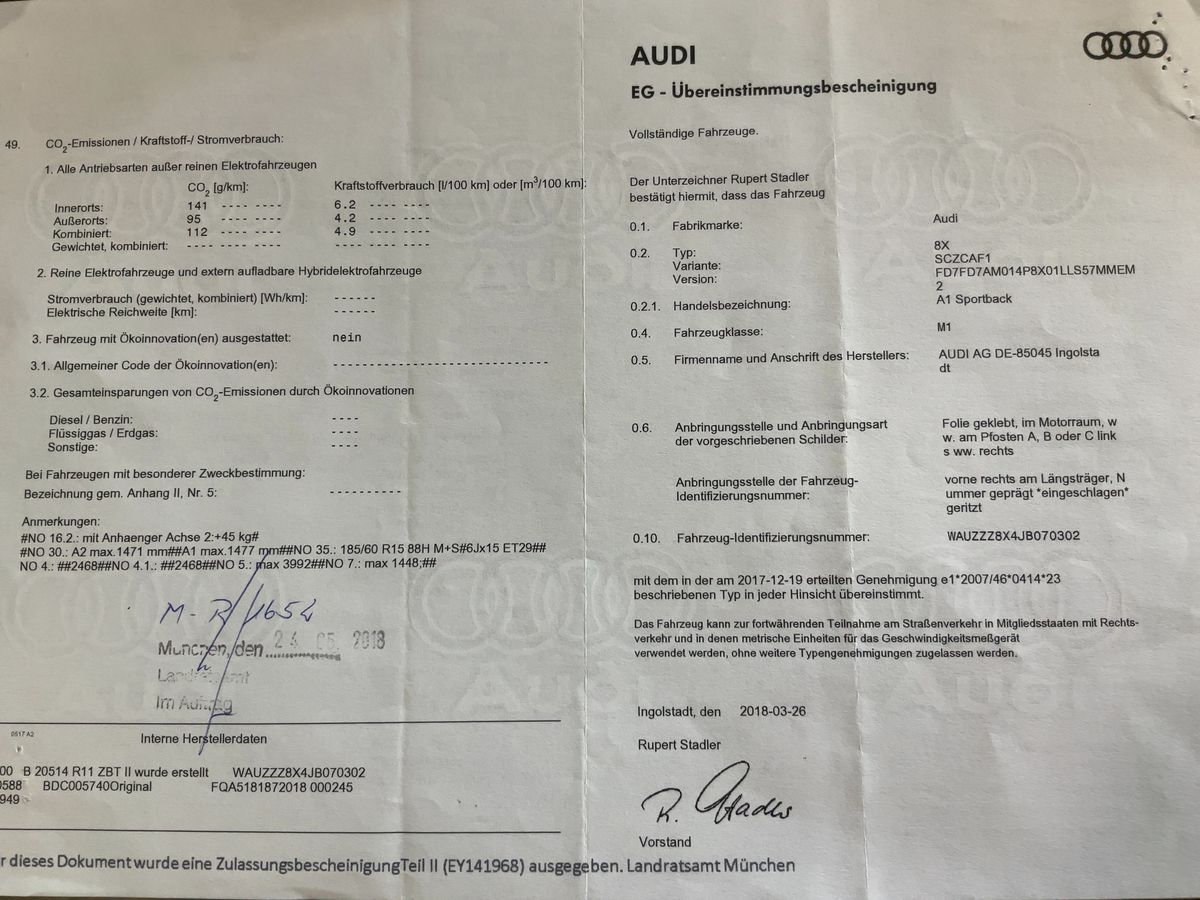 49. CO2-Emissionen / Kraftstoff-/ Stromverbrauch:
1. Alle Antriebsarten außer reinen Elektrofahrzeugen
CO2 [g/km]: Kraftstoffverbrauch [l/100 km] oder [m³/100 km]:
Innerorts: 141 ---- ---- 6.2 ---- ----
Außerorts: 95 ---- ---- 4.2 ---- ----
Kombiniert: 112 ---- ---- 4.9 ---- ----
Gewichtet, kombiniert: ---- ---- ---- ---- ---- ----
2. Reine Elektrofahrzeuge und extern aufladbare Hybridelektrofahrzeuge
Stromverbrauch (gewichtet, kombiniert) [Wh/km]: ------
Elektrische Reichweite [km]: ------
3. Fahrzeug mit Ökoinnovation(en) ausgestattet: nein
3.1. Allgemeiner Code der Ökoinnovation(en): ------------------------------
3.2. Gesamteinsparungen von CO2-Emissionen durch Ökoinnovationen
Diesel / Benzin: ----
Flüssiggas / Erdgas: ----
Sonstige: ----
Bei Fahrzeugen mit besonderer Zweckbestimmung:
Bezeichnung gem. Anhang II, Nr. 5: ----------
Anmerkungen:
#NO 16.2.: mit Anhaenger Achse 2:+45 kg#
#NO 30.: A2 max.1471 mm##A1 max.1477 mm##NO 35.: 185/60 R15 88H M+S#6Jx15 ET29##
NO 4.: ##2468##NO 4.1.: ##2468##NO 5.: max 3992##NO 7.: max 1448;##
M-R/1652
München, den 24 05 2018
Landratsamt
Im Auftrag
0517 A2
Interne Herstellerdaten
00 B 20514 R11 ZBT II wurde erstellt WAUZZZ8X4JB070302
0588 BDC005740Original FQA5181872018 000245
949
r dieses Dokument wurde eine ZulassungsbescheinigungTeil II (EY141968) ausgegeben. Landratsamt München
AUDI
EG - Übereinstimmungsbescheinigung
Vollständige Fahrzeuge.
Der Unterzeichner Rupert Stadler
bestätigt hiermit, dass das Fahrzeug
0.1. Fabrikmarke: Audi
0.2. Typ: 8X
Variante: SCZCAF1
Version: FD7FD7AM014P8X01LLS57MMEM
2
0.2.1. Handelsbezeichnung: A1 Sportback
0.4. Fahrzeugklasse: M1
0.5. Firmenname und Anschrift des Herstellers: AUDI AG DE-85045 Ingolsta
dt
0.6. Anbringungsstelle und Anbringungsart Folie geklebt, im Motorraum, w
der vorgeschriebenen Schilder: w. am Pfosten A, B oder C link
s ww. rechts
Anbringungsstelle der Fahrzeug- vorne rechts am Längsträger, N
Identifizierungsnummer: ummer geprägt *eingeschlagen*
geritzt
0.10. Fahrzeug-Identifizierungsnummer: WAUZZZ8X4JB070302
mit dem in der am 2017-12-19 erteilten Genehmigung e1*2007/46*0414*23
beschriebenen Typ in jeder Hinsicht übereinstimmt.
Das Fahrzeug kann zur fortwährenden Teilnahme am Straßenverkehr in Mitgliedsstaaten mit Rechts-
verkehr und in denen metrische Einheiten für das Geschwindigkeitsmeßgerät
verwendet werden, ohne weitere Typengenehmigungen zugelassen werden.
Ingolstadt, den 2018-03-26
Rupert Stadler
R. Stadler
Vorstand